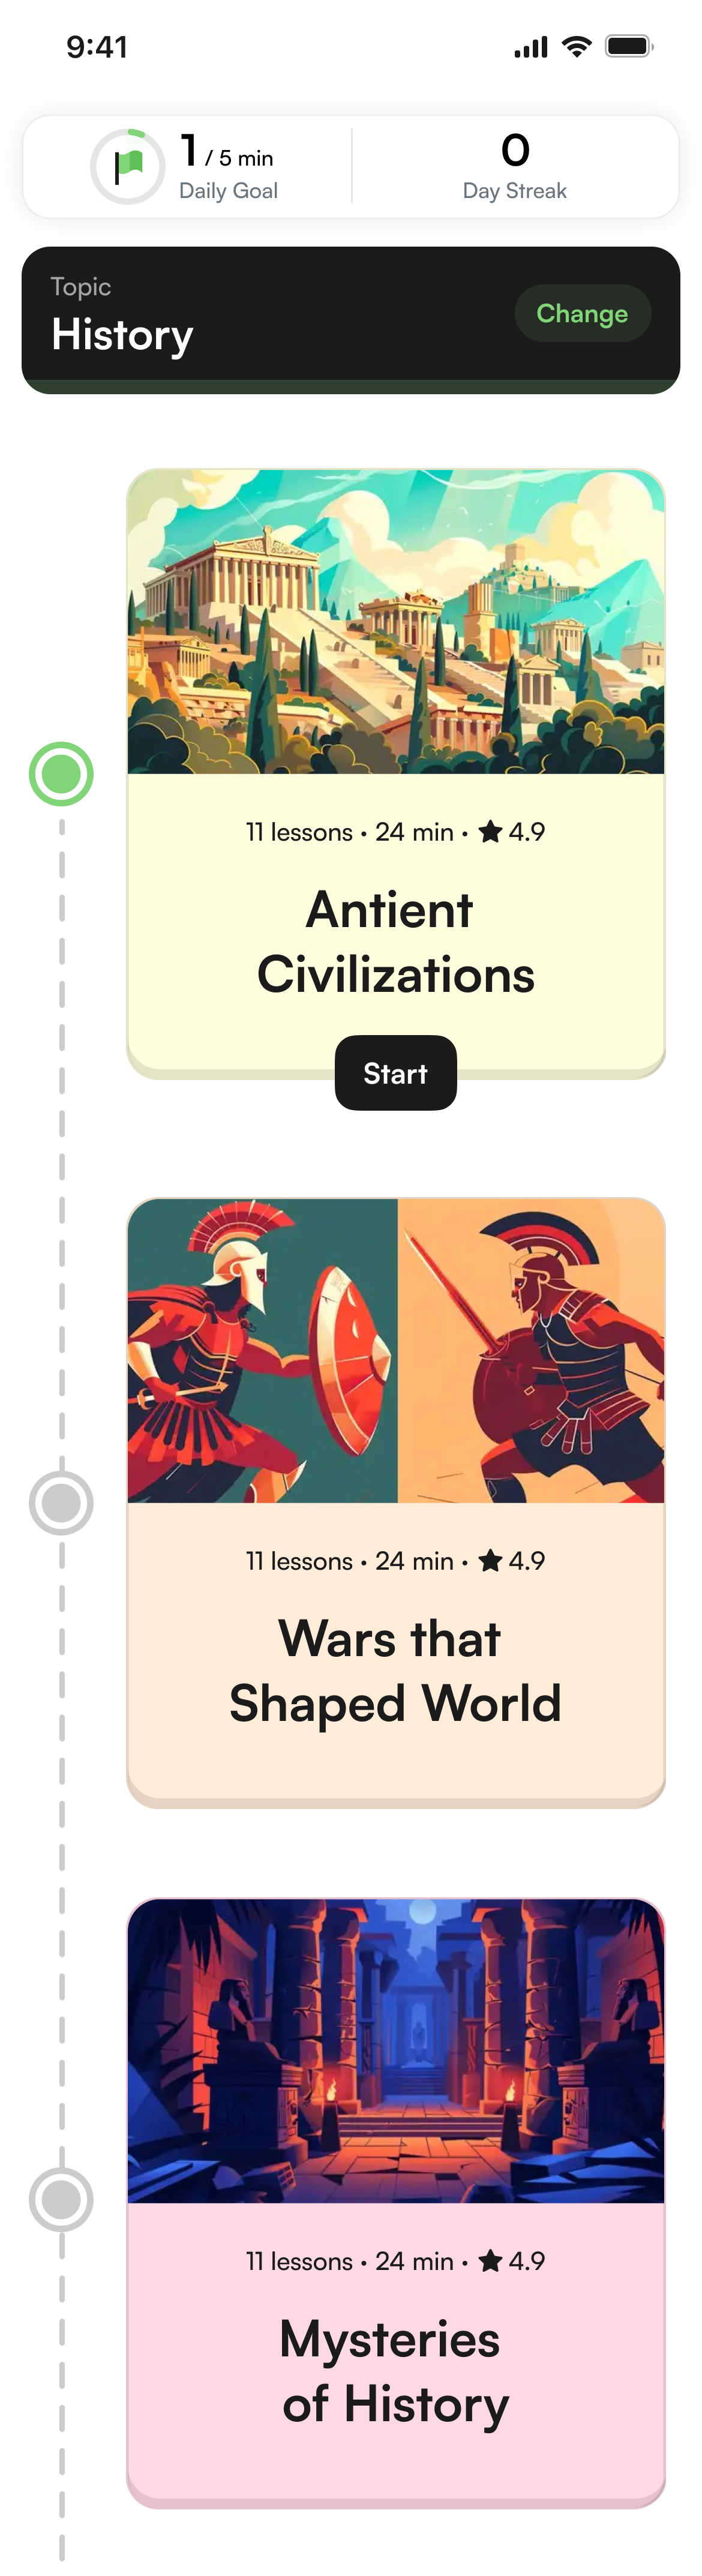 9:41
1 / 5 min
Daily Goal
0
Day Streak
Topic
History
Change
11 lessons · 24 min · ★ 4.9
Antient
Civilizations
Start
11 lessons · 24 min · ★ 4.9
Wars that
Shaped World
11 lessons · 24 min · ★ 4.9
Mysteries
of History